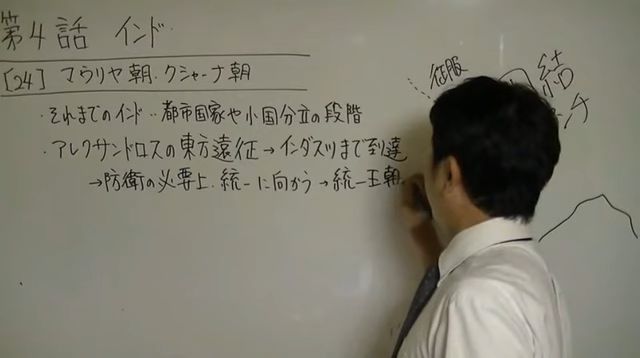 第4話 インド
[24] マウリヤ朝・クシャーナ朝
・それまでのインド‥都市国家や小国分立の段階
・アレクサンドロスの東方遠征→インダス川まで到達
→防衛の必要上、統一に向かう→統一王朝
征服
結